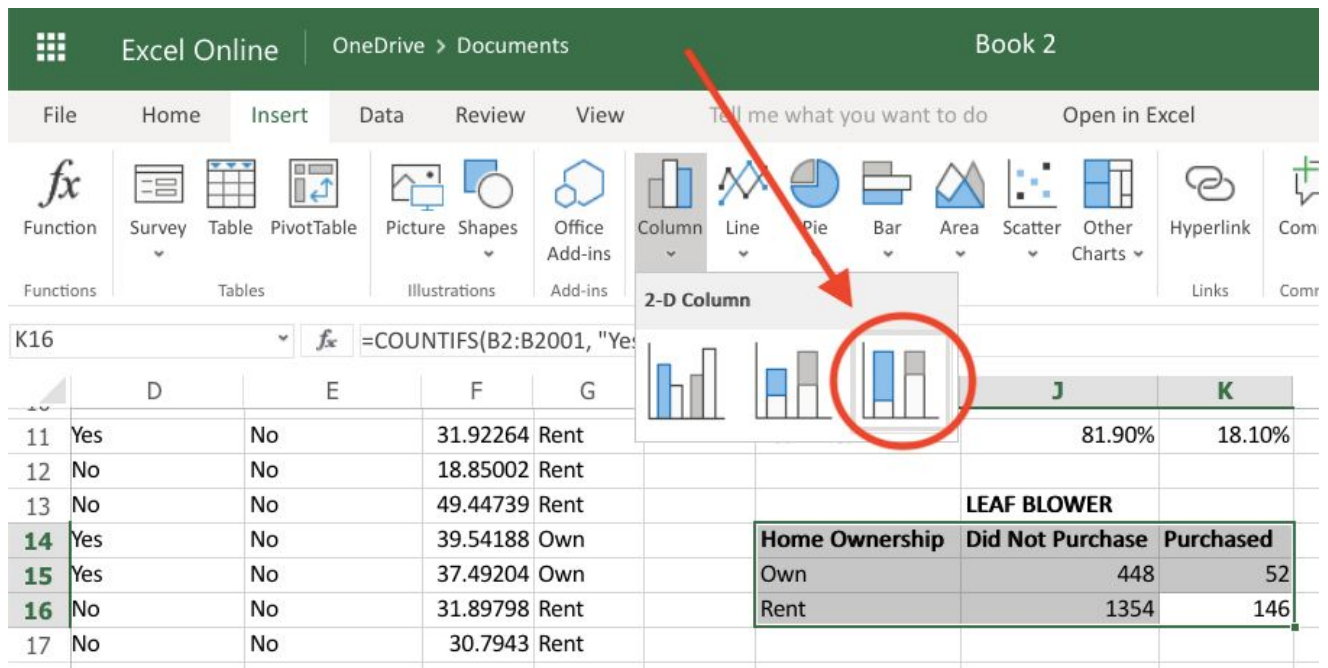 Excel Online OneDrive > Documents Book 2
File Home Insert Data Review View Tell me what you want to do Open in Excel
fx
Function Survey Table PivotTable Picture Shapes Office Add-ins Column Line Pie Bar Area Scatter Other Charts Hyperlink
Functions Tables Illustrations Add-ins Links
2-D Column
K16 fx =COUNTIFS(B2:B2001, "Yes
D E F G J K
11 Yes No 31.92264 Rent 81.90% 18.10%
12 No No 18.85002 Rent
13 No No 49.44739 Rent LEAF BLOWER
14 Yes No 39.54188 Own Home Ownership Did Not Purchase Purchased
15 Yes No 37.49204 Own Own 448 52
16 No No 31.89798 Rent Rent 1354 146
17 No No 30.7943 Rent